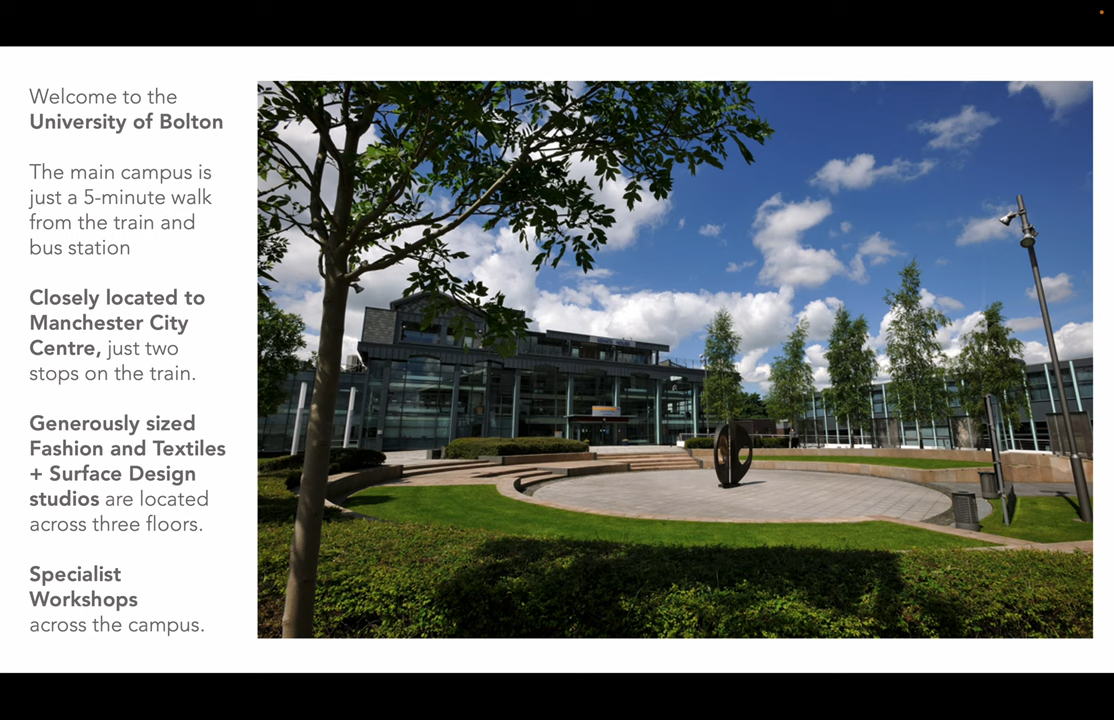 Welcome to the
University of Bolton
The main campus is
just a 5-minute walk
from the train and
bus station
Closely located to
Manchester City
Centre, just two
stops on the train.
Generously sized
Fashion and Textiles
+ Surface Design
studios are located
across three floors.
Specialist
Workshops
across the campus.